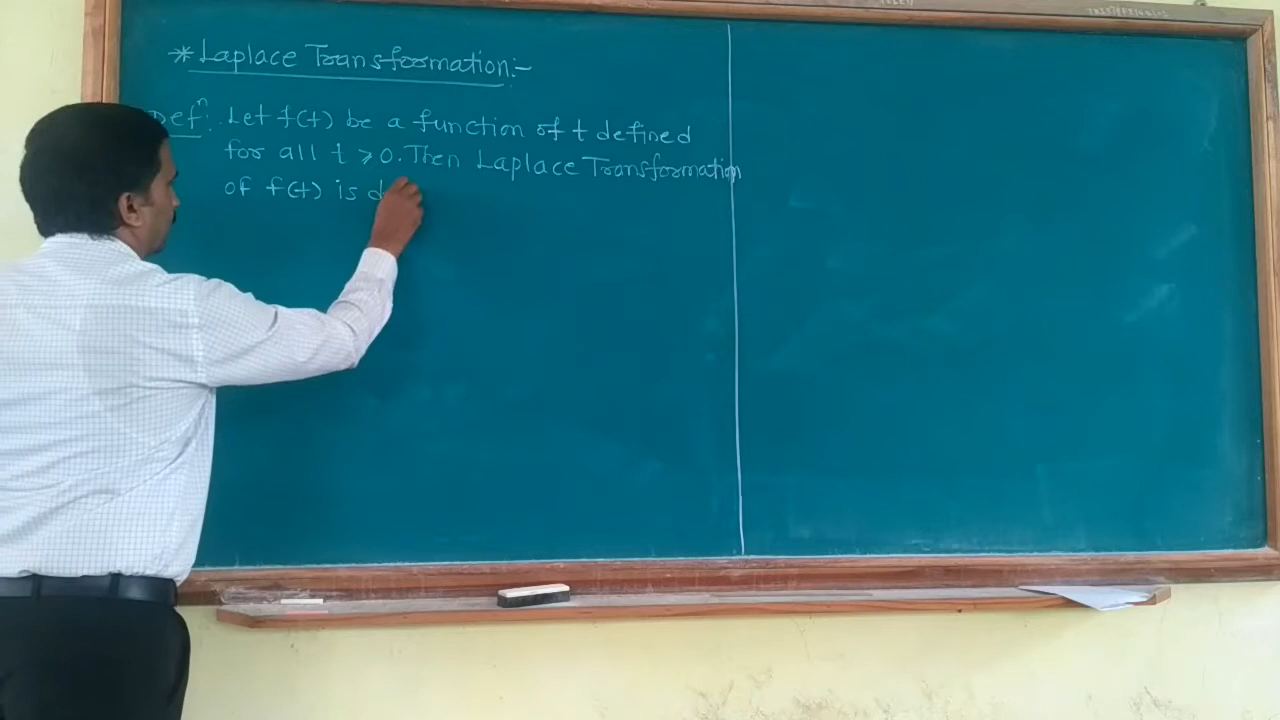 * Laplace Transformation:-
Defⁿ: Let f(t) be a function of t defined
for all t ≥ 0. Then Laplace Transformation
of f(t) is d